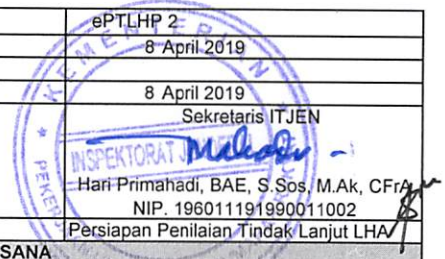 ePTLHP 2
8 April 2019
8 April 2019
Sekretaris ITJEN
KEMENTERIAN
INSPEKTORAT
Hari Primahadi, BAE, S.Sos, M.Ak, CFrA
NIP. 196011191990011002
Persiapan Penilaian Tindak Lanjut LHA
SANA